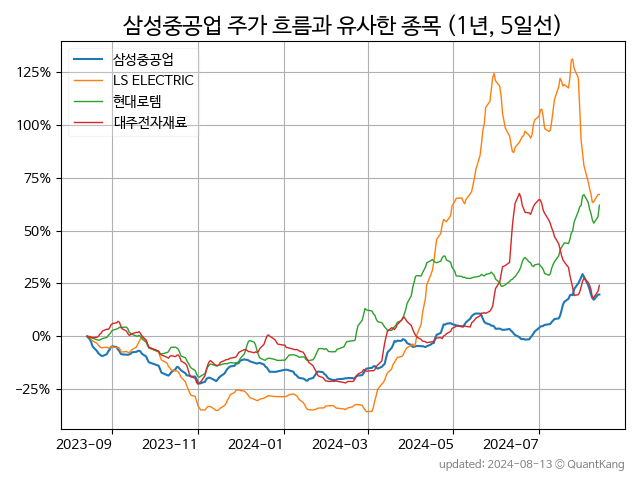 삼성중공업 주가 흐름과 유사한 종목 (1년, 5일선)
삼성중공업
LS ELECTRIC
현대로템
대주전자재료
125%
100%
75%
50%
25%
0%
−25%
2023-09 2023-11 2024-01 2024-03 2024-05 2024-07
updated: 2024-08-13 © QuantKang